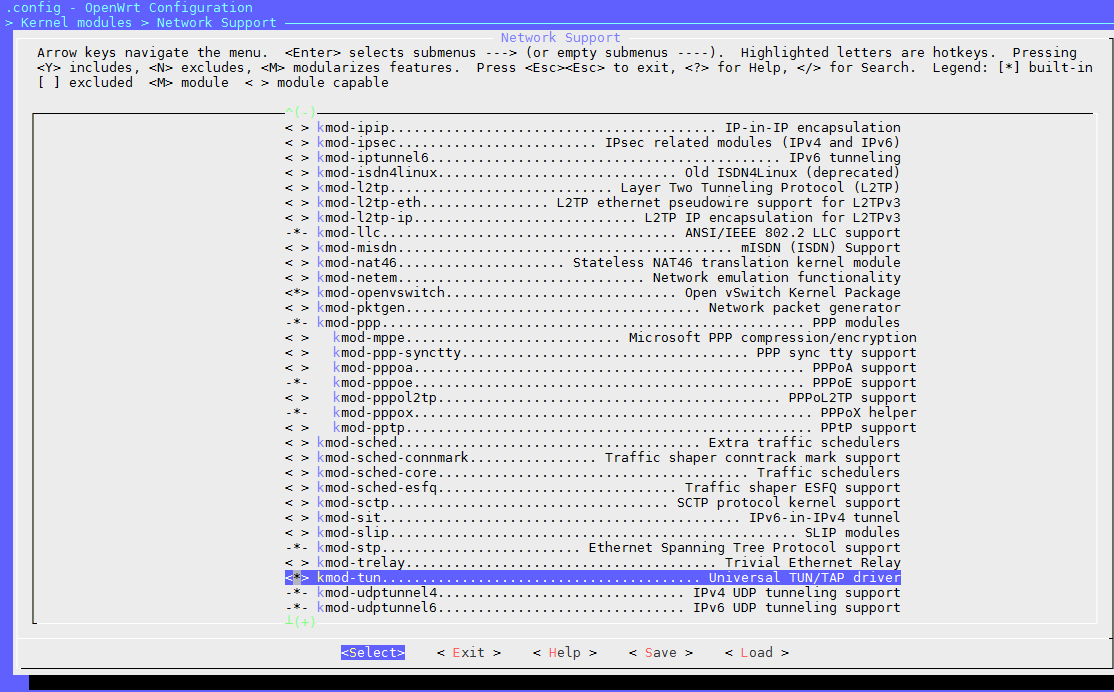 .config - OpenWrt Configuration
> Kernel modules > Network Support
Network Support
Arrow keys navigate the menu. <Enter> selects submenus ---> (or empty submenus ----). Highlighted letters are hotkeys. Pressing
<Y> includes, <N> excludes, <M> modularizes features. Press <Esc><Esc> to exit, <?> for Help, </> for Search. Legend: [*] built-in
[ ] excluded <M> module < > module capable
^(-)
< > kmod-ipip......................................... IP-in-IP encapsulation
< > kmod-ipsec......................... IPsec related modules (IPv4 and IPv6)
< > kmod-iptunnel6............................................ IPv6 tunneling
< > kmod-isdn4linux.............................. Old ISDN4Linux (deprecated)
< > kmod-l2tp............................ Layer Two Tunneling Protocol (L2TP)
< > kmod-l2tp-eth................ L2TP ethernet pseudowire support for L2TPv3
< > kmod-l2tp-ip............................ L2TP IP encapsulation for L2TPv3
-*- kmod-llc..................................... ANSI/IEEE 802.2 LLC support
< > kmod-misdn.......................................... mISDN (ISDN) Support
< > kmod-nat46..................... Stateless NAT46 translation kernel module
< > kmod-netem............................... Network emulation functionality
<*> kmod-openvswitch............................. Open vSwitch Kernel Package
< > kmod-pktgen..................................... Network packet generator
-*- kmod-ppp..................................................... PPP modules
< > kmod-mppe........................... Microsoft PPP compression/encryption
< > kmod-ppp-synctty.................................... PPP sync tty support
< > kmod-pppoa................................................. PPPoA support
-*- kmod-pppoe................................................. PPPoE support
< > kmod-pppol2tp........................................... PPPoL2TP support
-*- kmod-pppox.................................................. PPPoX helper
< > kmod-pptp................................................... PPtP support
< > kmod-sched...................................... Extra traffic schedulers
< > kmod-sched-connmark................ Traffic shaper conntrack mark support
< > kmod-sched-core........................................ Traffic schedulers
< > kmod-sched-esfq.............................. Traffic shaper ESFQ support
< > kmod-sctp................................... SCTP protocol kernel support
< > kmod-sit............................................. IPv6-in-IPv4 tunnel
< > kmod-slip................................................... SLIP modules
-*- kmod-stp......................... Ethernet Spanning Tree Protocol support
< > kmod-trelay....................................... Trivial Ethernet Relay
<*> kmod-tun........................................ Universal TUN/TAP driver
-*- kmod-udptunnel4............................... IPv4 UDP tunneling support
-*- kmod-udptunnel6............................... IPv6 UDP tunneling support
┴(+)
<Select> < Exit > < Help > < Save > < Load >